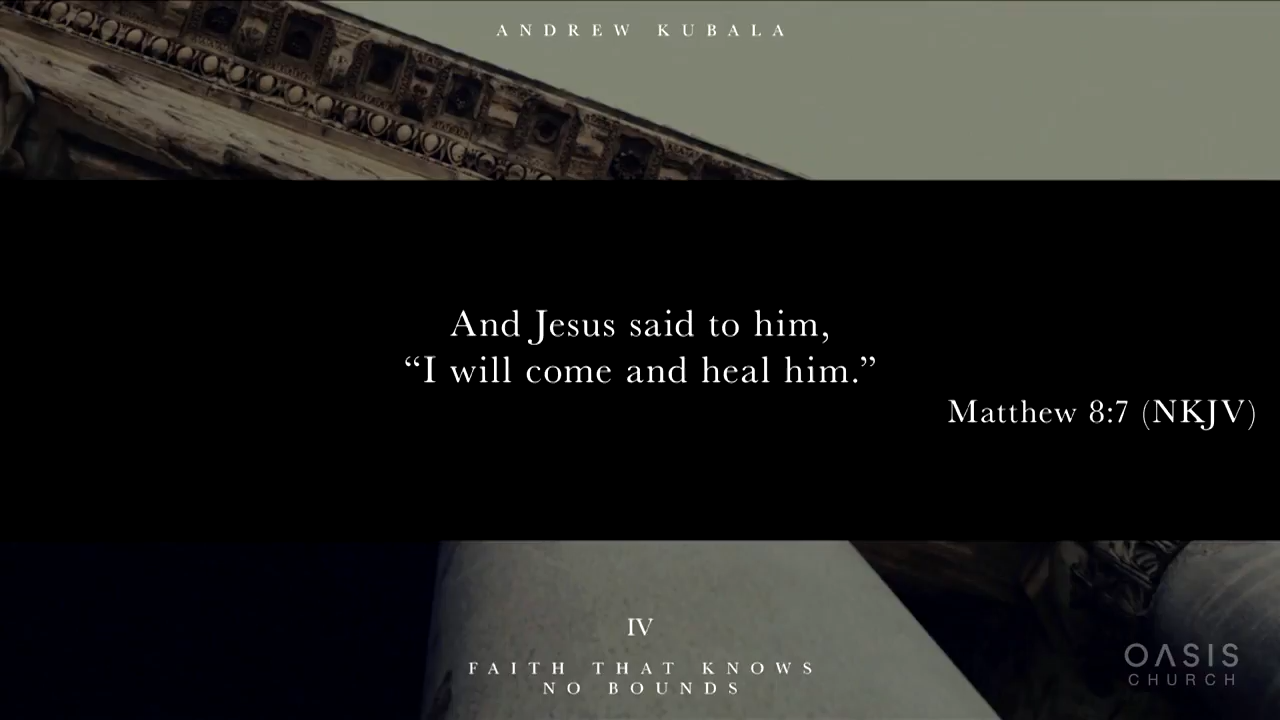 ANDREW KUBALA
And Jesus said to him,
“I will come and heal him.”
Matthew 8:7 (NKJV)
IV
FAITH THAT KNOWS
NO BOUNDS
OASIS
CHURCH